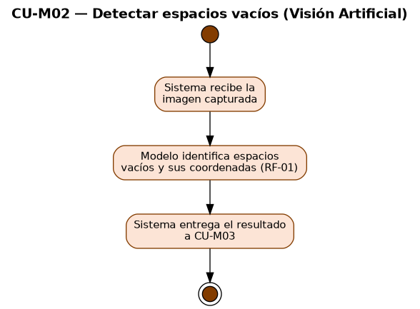 CU-M02 — Detectar espacios vacíos (Visión Artificial)
Sistema recibe la
imagen capturada
Modelo identifica espacios
vacíos y sus coordenadas (RF-01)
Sistema entrega el resultado
a CU-M03